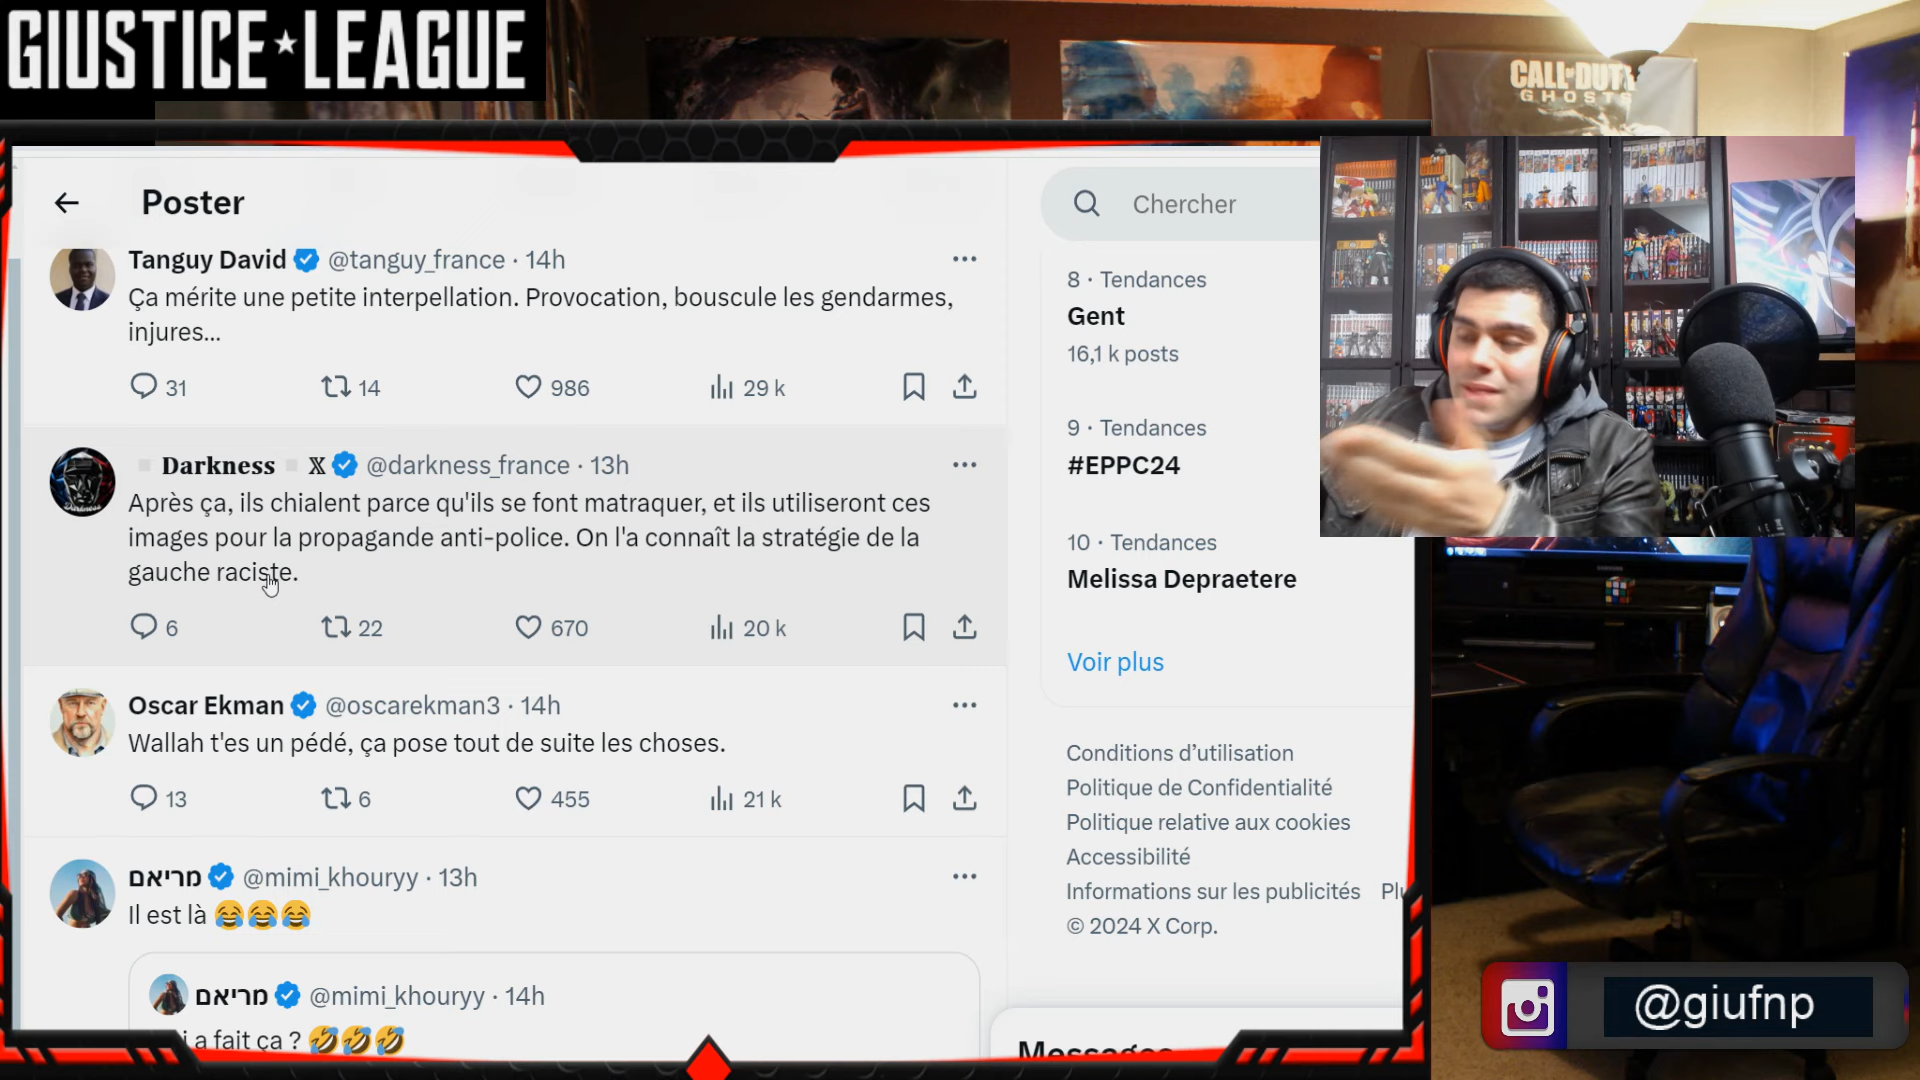 GIUSTICE★LEAGUE
CALL OF DUTY
GHOSTS
Poster
Chercher
Tanguy David @tanguy_france · 14h
Ça mérite une petite interpellation. Provocation, bouscule les gendarmes,
injures...
31 14 986 29 k
Darkness 𝕏 @darkness_france · 13h
Après ça, ils chialent parce qu'ils se font matraquer, et ils utiliseront ces
images pour la propagande anti-police. On l'a connaît la stratégie de la
gauche raciste.
6 22 670 20 k
Oscar Ekman @oscarekman3 · 14h
Wallah t'es un pédé, ça pose tout de suite les choses.
13 6 455 21 k
מריאם @mimi_khouryy · 13h
Il est là 😂😂😂
מריאם @mimi_khouryy · 14h
i a fait ça ? 🤣🤣🤣
8 · Tendances
Gent
16,1 k posts
9 · Tendances
#EPPC24
10 · Tendances
Melissa Depraetere
Voir plus
Conditions d'utilisation
Politique de Confidentialité
Politique relative aux cookies
Accessibilité
Informations sur les publicités Plu
© 2024 X Corp.
Messages
@giufnp